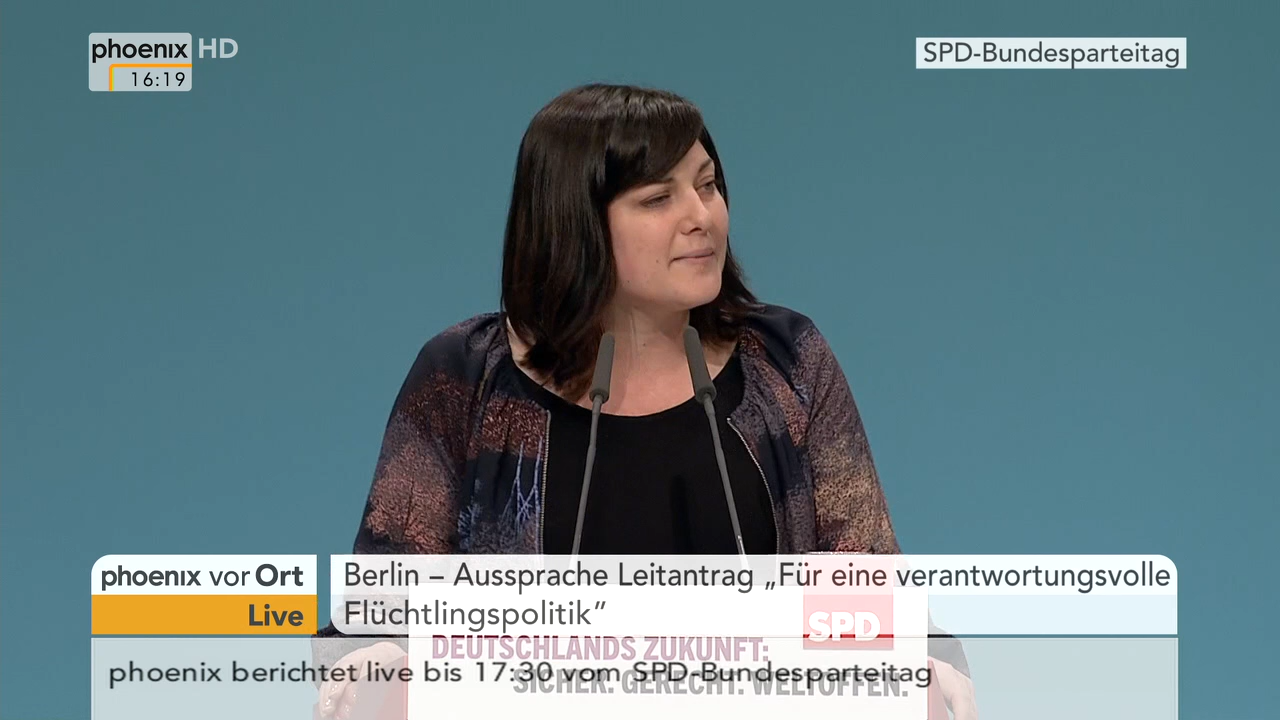 phoenix HD
16:19
SPD-Bundesparteitag
phoenix vor Ort
Live
Berlin – Aussprache Leitantrag „Für eine verantwortungsvolle
Flüchtlingspolitik”
SPD
DEUTSCHLANDS ZUKUNFT:
SICHER. GERECHT. WELTOFFEN.
phoenix berichtet live bis 17:30 vom SPD-Bundesparteitag